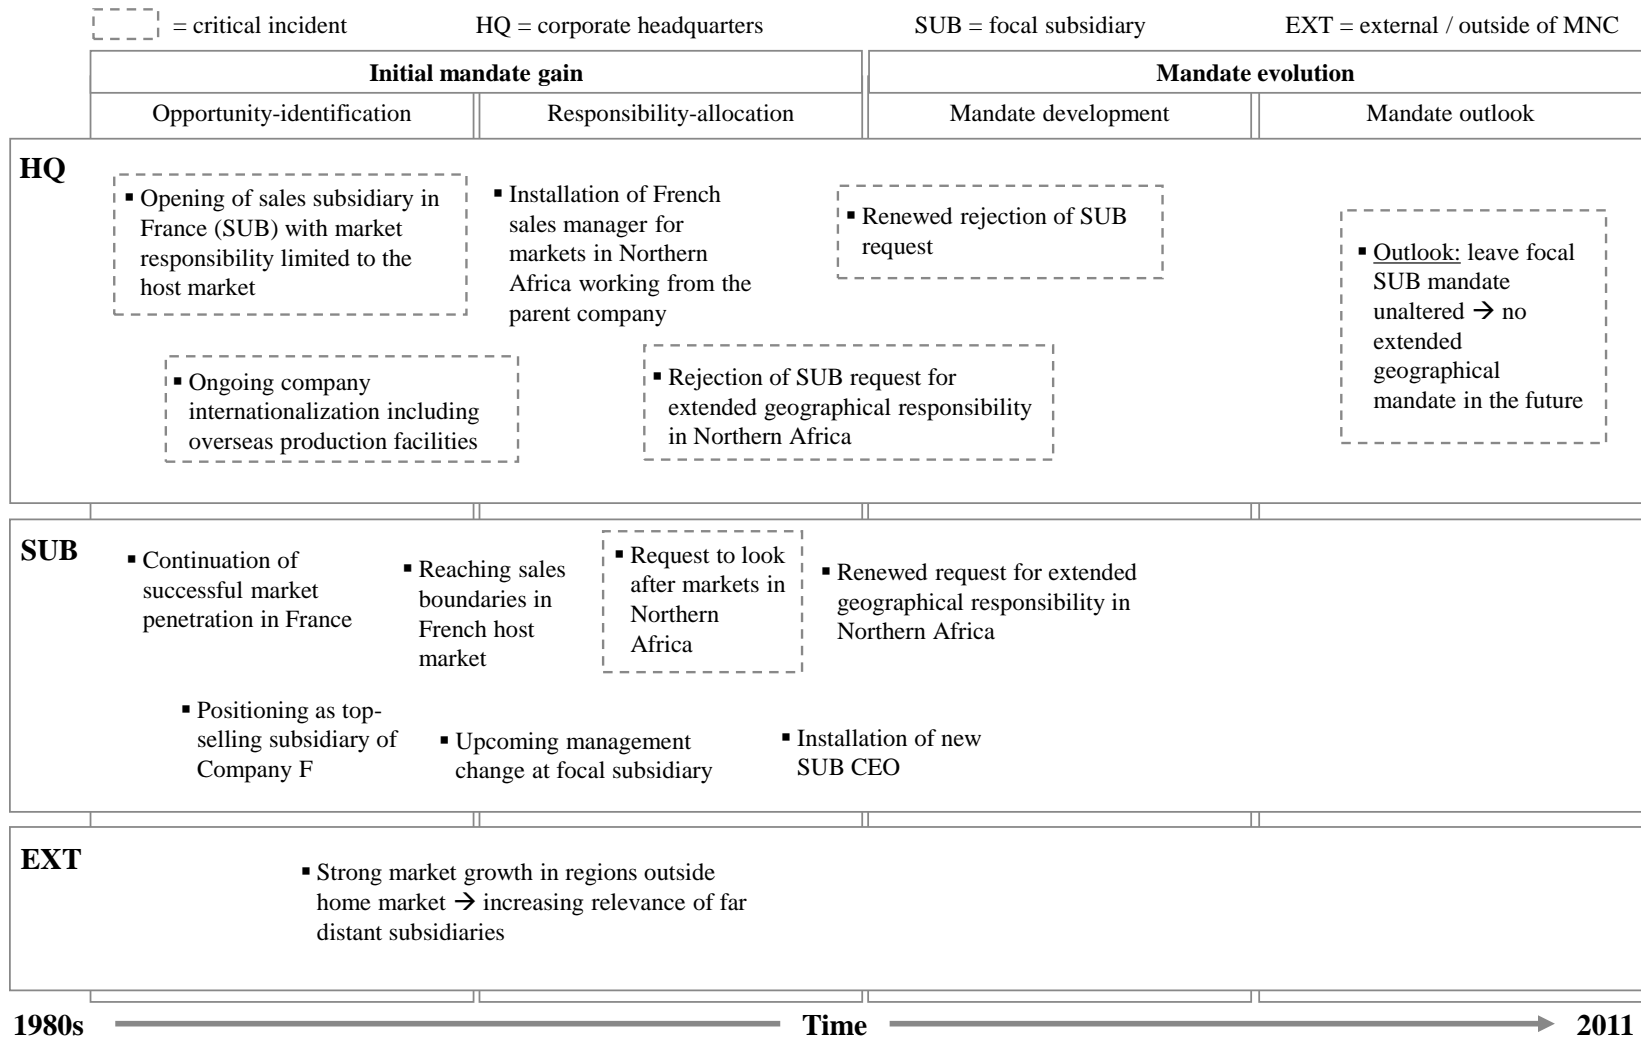 = critical incident
HQ = corporate headquarters
SUB = focal subsidiary
EXT = external / outside of MNC
Initial mandate gain
Mandate evolution
Opportunity-identification
Responsibility-allocation
Mandate development
Mandate outlook
HQ
▪ Opening of sales subsidiary in
France (SUB) with market
responsibility limited to the
host market
▪ Installation of French
sales manager for
markets in Northern
Africa working from the
parent company
▪ Renewed rejection of SUB
request
▪ Outlook: leave focal
SUB mandate
unaltered → no
extended
geographical
mandate in the future
▪ Ongoing company
internationalization including
overseas production facilities
▪ Rejection of SUB request for
extended geographical responsibility
in Northern Africa
SUB
▪ Continuation of
successful market
penetration in France
▪ Reaching sales
boundaries in
French host
market
▪ Request to look
after markets in
Northern
Africa
▪ Renewed request for extended
geographical responsibility in
Northern Africa
▪ Positioning as top-
selling subsidiary of
Company F
▪ Upcoming management
change at focal subsidiary
▪ Installation of new
SUB CEO
EXT
▪ Strong market growth in regions outside
home market → increasing relevance of far
distant subsidiaries
1980s
Time
2011